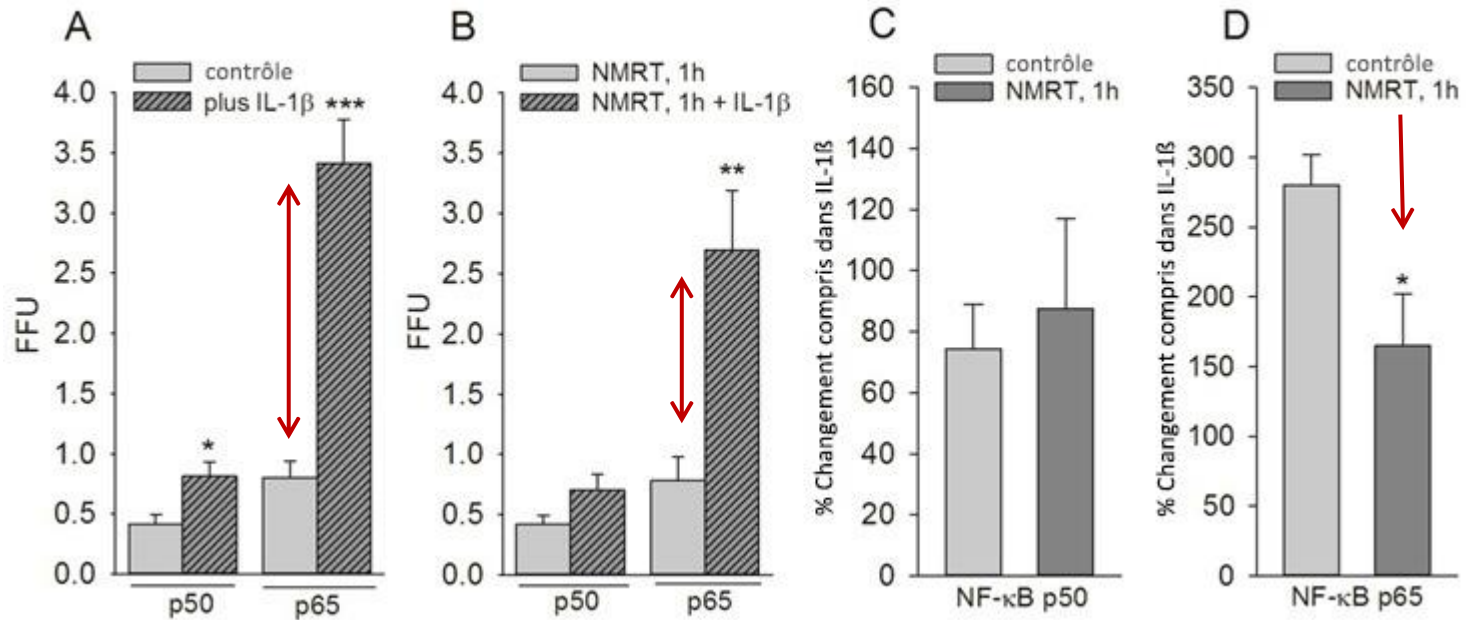 A
contrôle
plus IL-1β
4.0
3.5
3.0
2.5
2.0
1.5
1.0
0.5
0.0
FFU
***
*
p50
p65
B
NMRT, 1h
NMRT, 1h + IL-1β
4.0
3.5
3.0
2.5
2.0
1.5
1.0
0.5
0.0
FFU
**
p50
p65
C
contrôle
NMRT, 1h
160
140
120
100
80
60
40
20
0
% Changement compris dans IL-1ß
NF-κB p50
D
contrôle
NMRT, 1h
350
300
250
200
150
100
50
0
% Changement compris dans IL-1ß
*
NF-κB p65